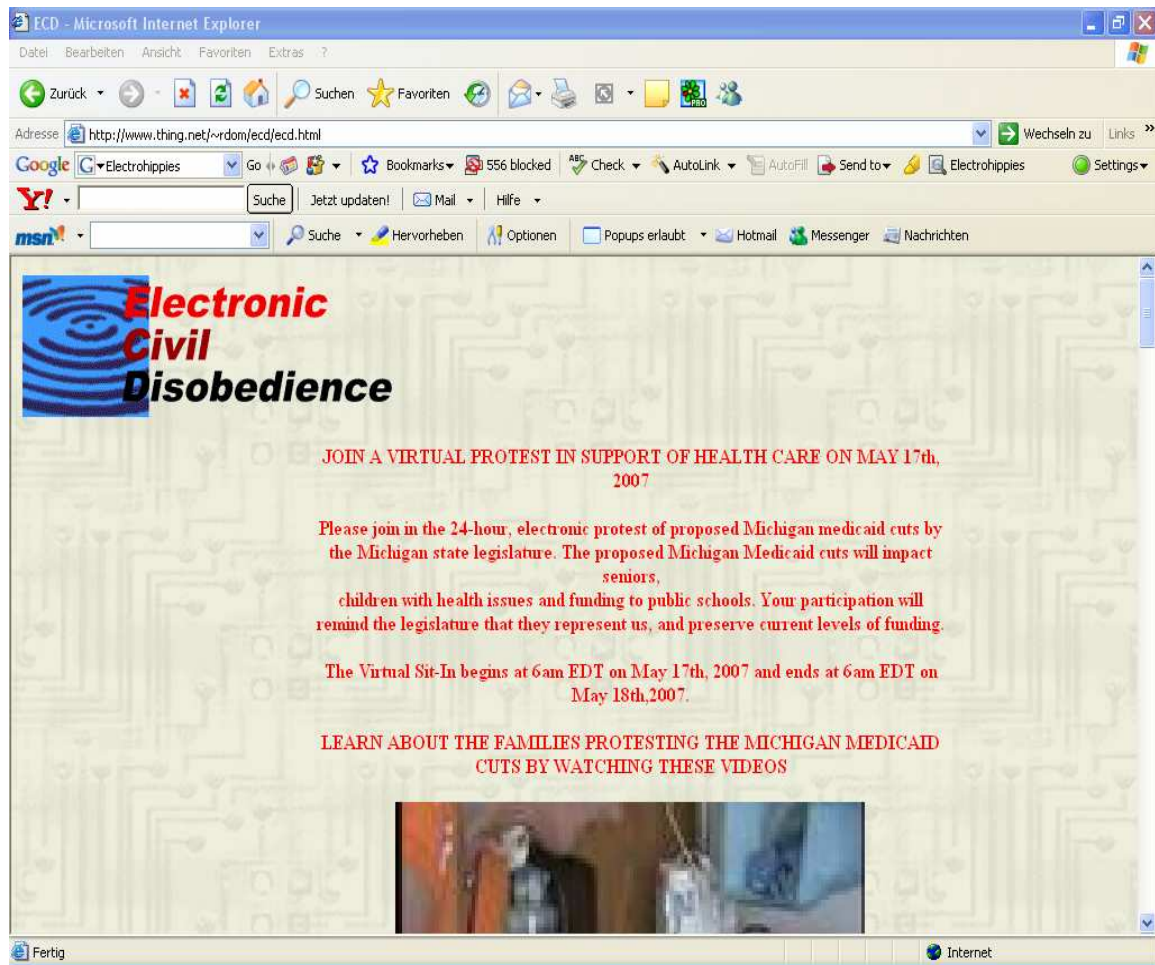 ECD - Microsoft Internet Explorer
Datei Bearbeiten Ansicht Favoriten Extras ?
Zurück Suchen Favoriten PRO
Adresse http://www.thing.net/~rdom/ecd/ecd.html Wechseln zu Links »
Google G Electrohippies Go Bookmarks 556 blocked ABC Check AutoLink AutoFill Send to Electrohippies Settings
Y! Suche Jetzt updaten! Mail Hilfe
msn Suche Hervorheben Optionen Popups erlaubt Hotmail Messenger Nachrichten
Electronic
Civil
Disobedience
JOIN A VIRTUAL PROTEST IN SUPPORT OF HEALTH CARE ON MAY 17th,
2007
Please join in the 24-hour, electronic protest of proposed Michigan medicaid cuts by
the Michigan state legislature. The proposed Michigan Medicaid cuts will impact
seniors,
children with health issues and funding to public schools. Your participation will
remind the legislature that they represent us, and preserve current levels of funding.
The Virtual Sit-In begins at 6am EDT on May 17th, 2007 and ends at 6am EDT on
May 18th,2007.
LEARN ABOUT THE FAMILIES PROTESTING THE MICHIGAN MEDICAID
CUTS BY WATCHING THESE VIDEOS
Fertig Internet